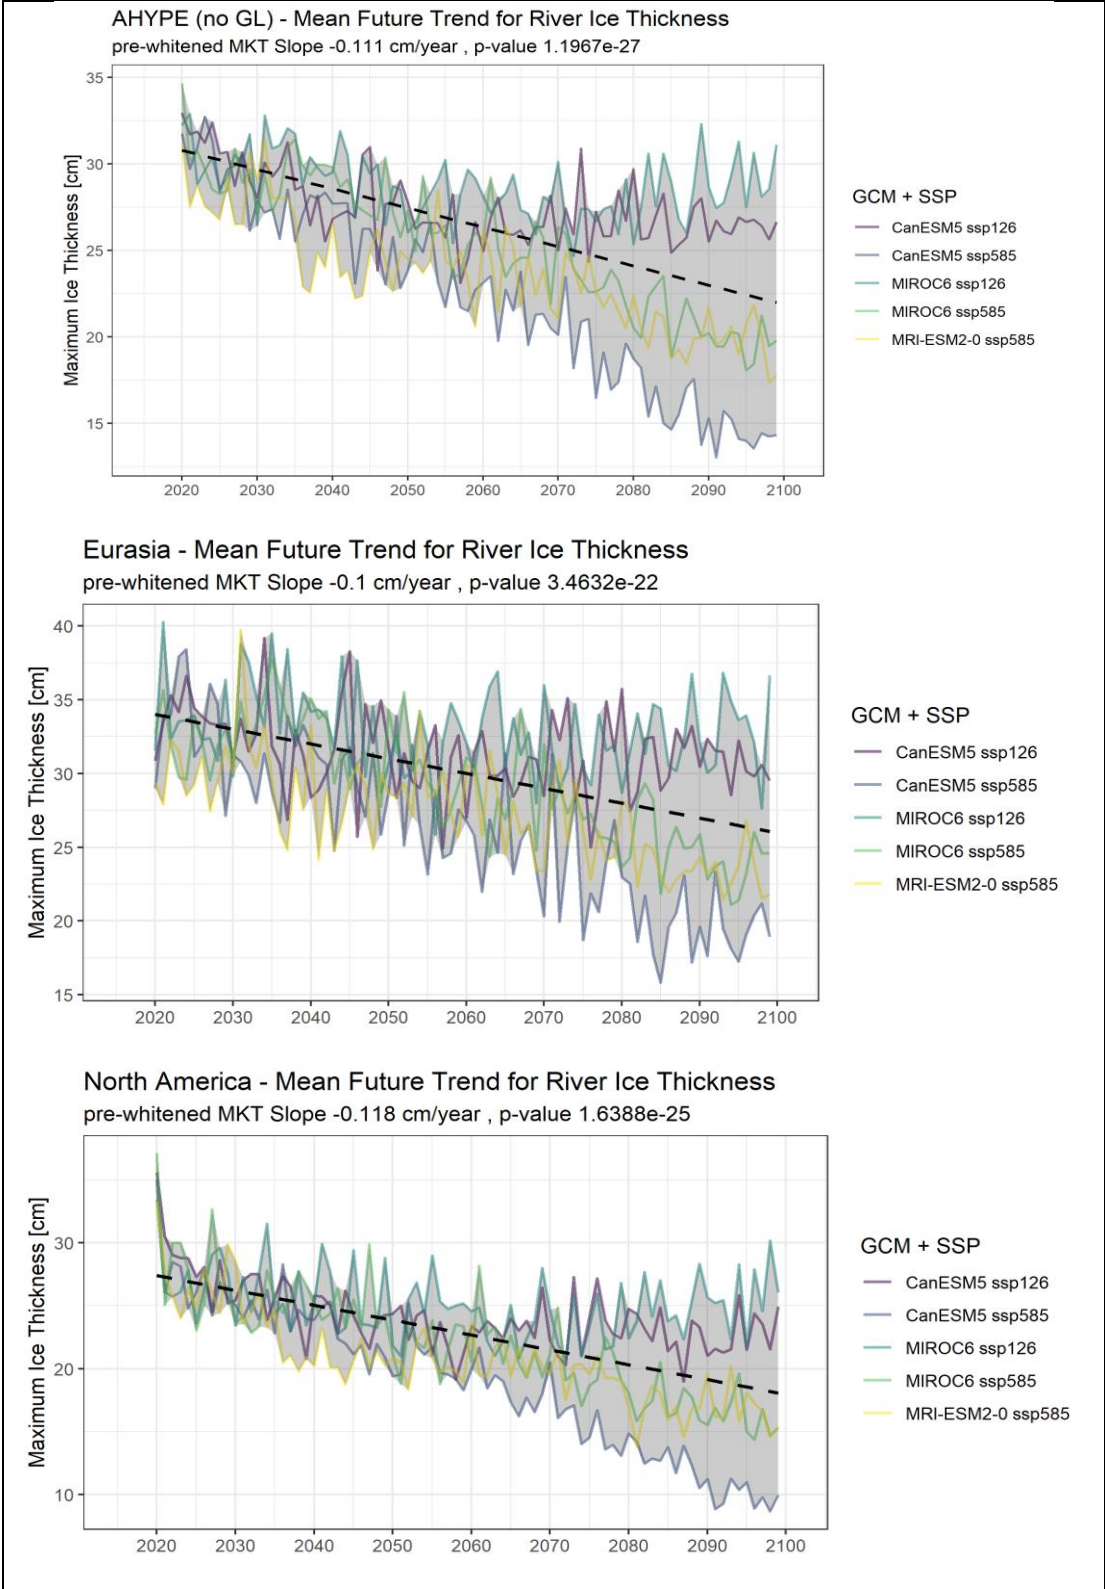 AHYPE (no GL) - Mean Future Trend for River Ice Thickness
pre-whitened MKT Slope -0.111 cm/year , p-value 1.1967e-27
Maximum Ice Thickness [cm]
35
30
25
20
15
2020 2030 2040 2050 2060 2070 2080 2090 2100
GCM + SSP
CanESM5 ssp126
CanESM5 ssp585
MIROC6 ssp126
MIROC6 ssp585
MRI-ESM2-0 ssp585
Eurasia - Mean Future Trend for River Ice Thickness
pre-whitened MKT Slope -0.1 cm/year , p-value 3.4632e-22
Maximum Ice Thickness [cm]
40
35
30
25
20
15
2020 2030 2040 2050 2060 2070 2080 2090 2100
GCM + SSP
CanESM5 ssp126
CanESM5 ssp585
MIROC6 ssp126
MIROC6 ssp585
MRI-ESM2-0 ssp585
North America - Mean Future Trend for River Ice Thickness
pre-whitened MKT Slope -0.118 cm/year , p-value 1.6388e-25
Maximum Ice Thickness [cm]
30
20
10
2020 2030 2040 2050 2060 2070 2080 2090 2100
GCM + SSP
CanESM5 ssp126
CanESM5 ssp585
MIROC6 ssp126
MIROC6 ssp585
MRI-ESM2-0 ssp585